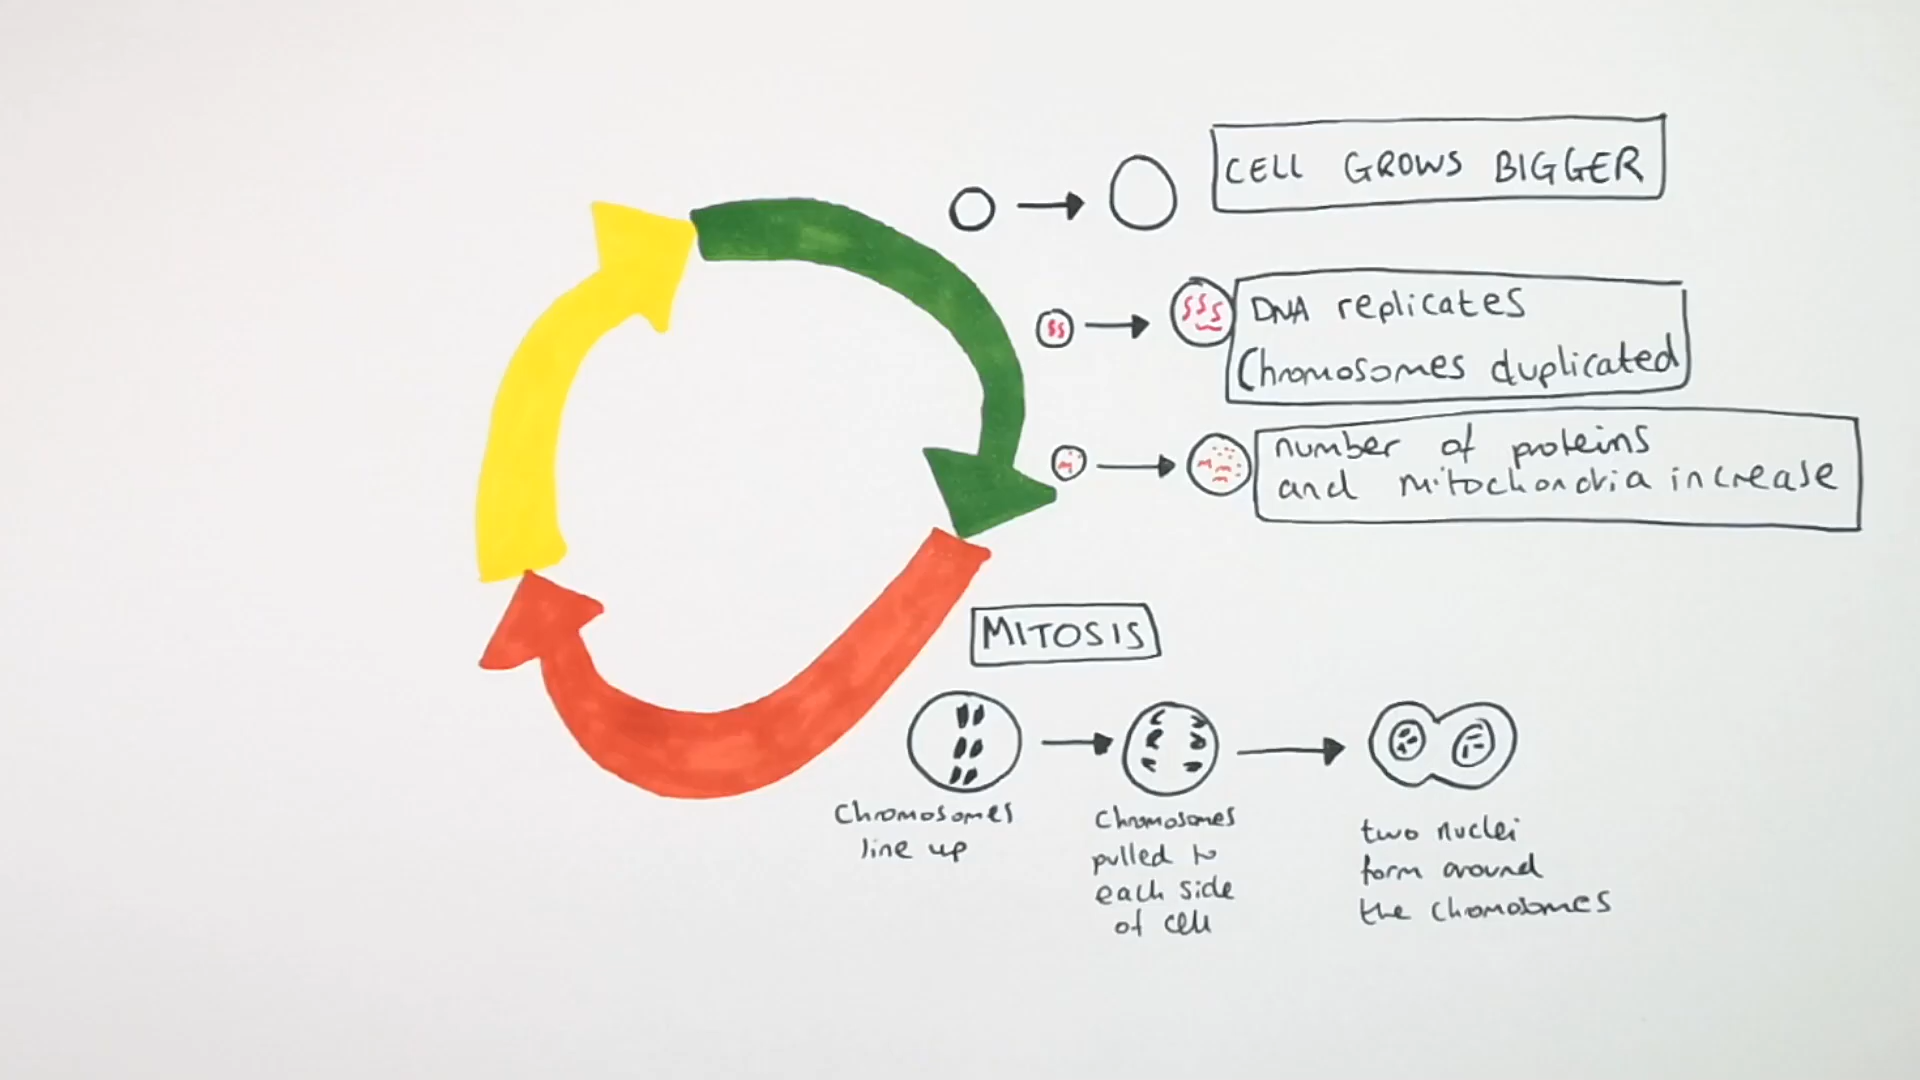 CELL GROWS BIGGER
DNA replicates
Chromosomes duplicated
number of proteins
and mitochondria increase
MITOSIS
Chromosomes
line up
Chromosomes
pulled to
each side
of cell
two nuclei
form around
the chromosomes